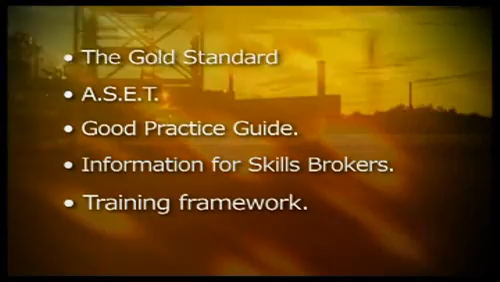 • The Gold Standard
• A.S.E.T.
• Good Practice Guide.
• Information for Skills Brokers.
• Training framework.